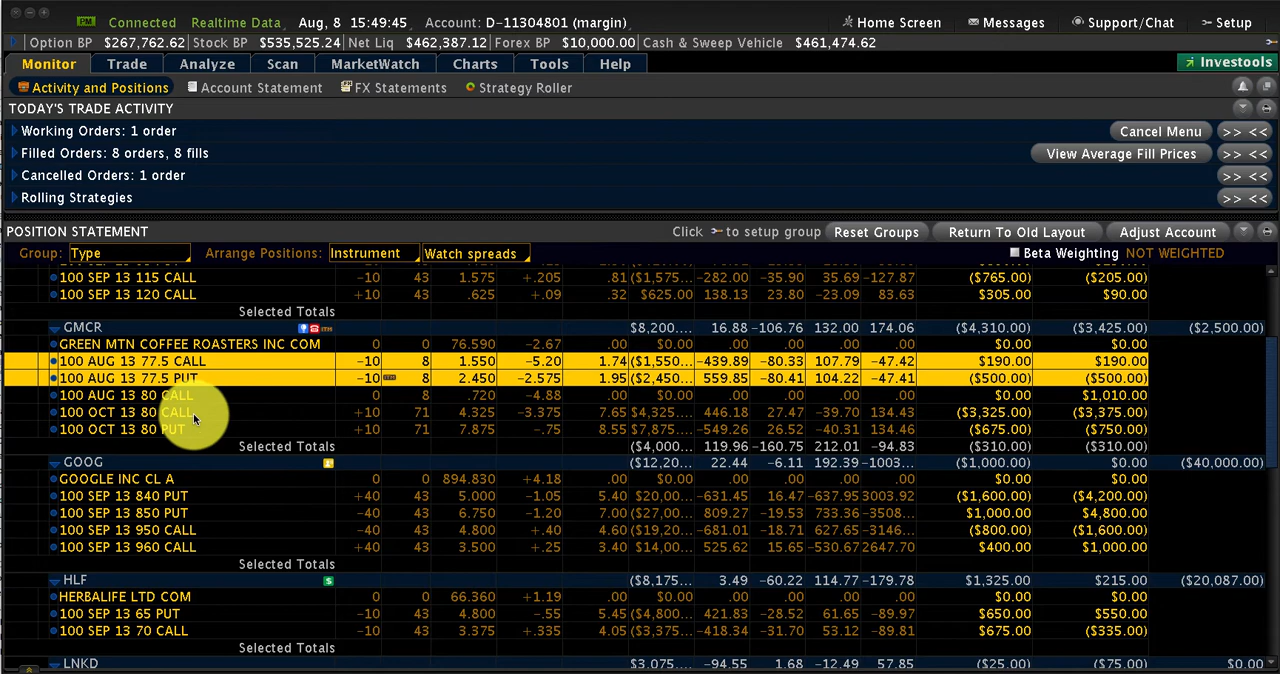 Connected Realtime Data Aug, 8 15:49:45 Account: D-11304801 (margin) Home Screen Messages Support/Chat Setup
Option BP $267,762.62 Stock BP $535,525.24 Net Liq $462,387.12 Forex BP $10,000.00 Cash & Sweep Vehicle $461,474.62
Monitor Trade Analyze Scan MarketWatch Charts Tools Help Investools
Activity and Positions Account Statement FX Statements Strategy Roller
TODAY'S TRADE ACTIVITY
Working Orders: 1 order Cancel Menu >> <<
Filled Orders: 8 orders, 8 fills View Average Fill Prices >> <<
Cancelled Orders: 1 order >> <<
Rolling Strategies >> <<
POSITION STATEMENT Click to setup group Reset Groups Return To Old Layout Adjust Account
Group: Type Arrange Positions: Instrument Watch spreads Beta Weighting NOT WEIGHTED
100 SEP 13 115 CALL -10 43 1.575 +.205 .81 ($1,575... -282.00 -35.90 35.69 -127.87 ($765.00) ($205.00)
100 SEP 13 120 CALL +10 43 .625 +.09 .32 $625.00 138.13 23.80 -23.09 83.63 $305.00 $90.00
Selected Totals
GMCR $8,200.... 16.88 -106.76 132.00 174.06 ($4,310.00) ($3,425.00) ($2,500.00)
GREEN MTN COFFEE ROASTERS INC COM 0 0 76.590 -2.67 .00 $0.00 .00 .00 .00 .00 $0.00 $0.00
100 AUG 13 77.5 CALL -10 8 1.550 -5.20 1.74 ($1,550... -439.89 -80.33 107.79 -47.42 $190.00 $190.00
100 AUG 13 77.5 PUT -10 8 2.450 -2.575 1.95 ($2,450... 559.85 -80.41 104.22 -47.41 ($500.00) ($500.00)
100 AUG 13 80 CALL 0 8 .720 -4.88 .00 $0.00 .00 .00 .00 .00 $0.00 $1,010.00
100 OCT 13 80 CALL +10 71 4.325 -3.375 7.65 $4,325.... 446.18 27.47 -39.70 134.43 ($3,325.00) ($3,375.00)
100 OCT 13 80 PUT +10 71 7.875 -.75 8.55 $7,875.... -549.26 26.52 -40.31 134.46 ($675.00) ($750.00)
Selected Totals ($4,000... 119.96 -160.75 212.01 -94.83 ($310.00) ($310.00)
GOOG ($12,20... 22.44 -6.11 192.39 -1003... ($1,000.00) $0.00 ($40,000.00)
GOOGLE INC CL A 0 0 894.830 +4.18 .00 $0.00 .00 .00 .00 .00 $0.00 $0.00
100 SEP 13 840 PUT +40 43 5.000 -1.05 5.40 $20,00... -631.45 16.47 -637.95 3003.92 ($1,600.00) ($4,200.00)
100 SEP 13 850 PUT -40 43 6.750 -1.20 7.00 ($27,00... 809.27 -19.53 733.36 -3508... $1,000.00 $4,800.00
100 SEP 13 950 CALL -40 43 4.800 +.40 4.60 ($19,20... -681.01 -18.71 627.65 -3146... ($800.00) ($1,600.00)
100 SEP 13 960 CALL +40 43 3.500 +.25 3.40 $14,00... 525.62 15.65 -530.67 2647.70 $400.00 $1,000.00
Selected Totals
HLF ($8,175... 3.49 -60.22 114.77 -179.78 $1,325.00 $215.00 ($20,087.00)
HERBALIFE LTD COM 0 0 66.360 +1.19 .00 $0.00 .00 .00 .00 .00 $0.00 $0.00
100 SEP 13 65 PUT -10 43 4.800 -.55 5.45 ($4,800... 421.83 -28.52 61.65 -89.97 $650.00 $550.00
100 SEP 13 70 CALL -10 43 3.375 +.335 4.05 ($3,375... -418.34 -31.70 53.12 -89.81 $675.00 ($335.00)
Selected Totals
LNKD $3,075.... -94.55 1.68 -12.49 57.85 ($25.00) ($75.00) $0.00